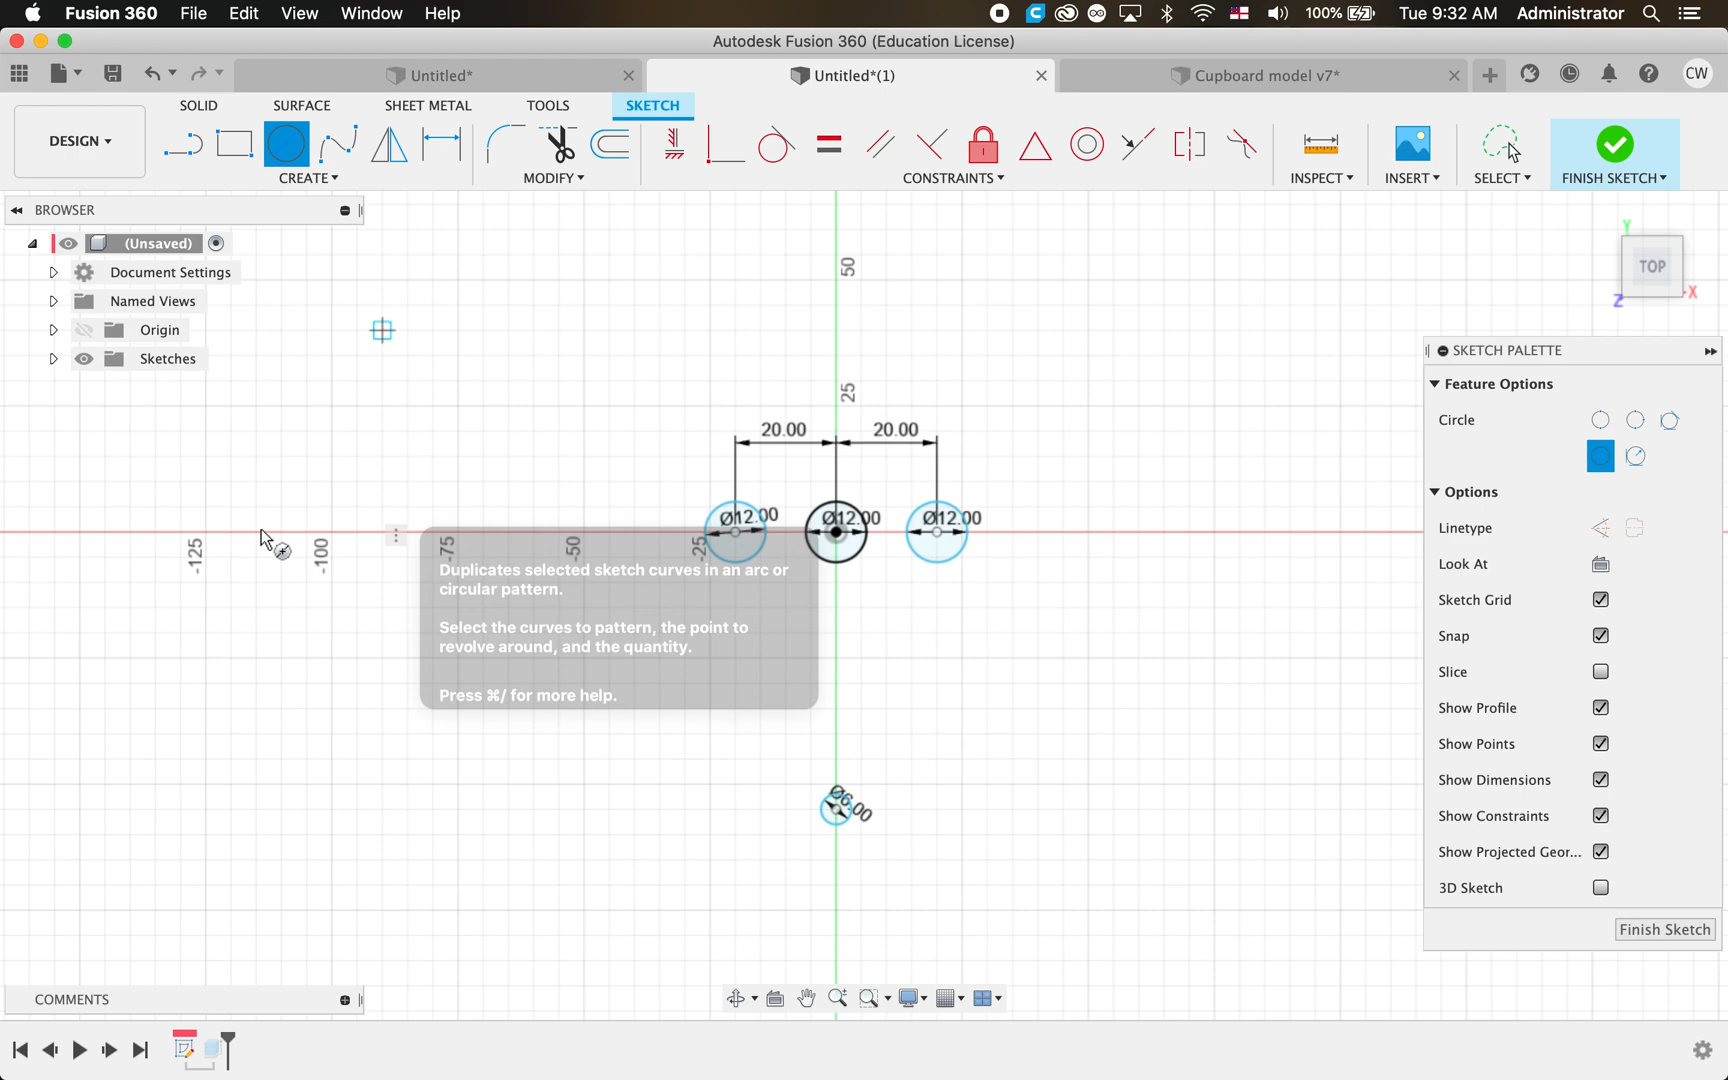 Fusion 360 File Edit View Window Help 100% Tue 9:32 AM Administrator
Autodesk Fusion 360 (Education License)
Untitled* Untitled*(1) Cupboard model v7* CW
SOLID SURFACE SHEET METAL TOOLS SKETCH
DESIGN
CREATE MODIFY CONSTRAINTS INSPECT INSERT SELECT FINISH SKETCH
BROWSER
(Unsaved)
Document Settings
Named Views
Origin
Sketches
50
25
20.00 20.00
Ø12.00 Ø12.00 Ø12.00
-125 -100 -75 -50 -25
Duplicates selected sketch curves in an arc or
circular pattern.
Select the curves to pattern, the point to
revolve around, and the quantity.
Press ⌘/ for more help.
Ø6.00
Y
TOP
X
Z
SKETCH PALETTE
Feature Options
Circle
Options
Linetype
Look At
Sketch Grid
Snap
Slice
Show Profile
Show Points
Show Dimensions
Show Constraints
Show Projected Geor...
3D Sketch
Finish Sketch
COMMENTS